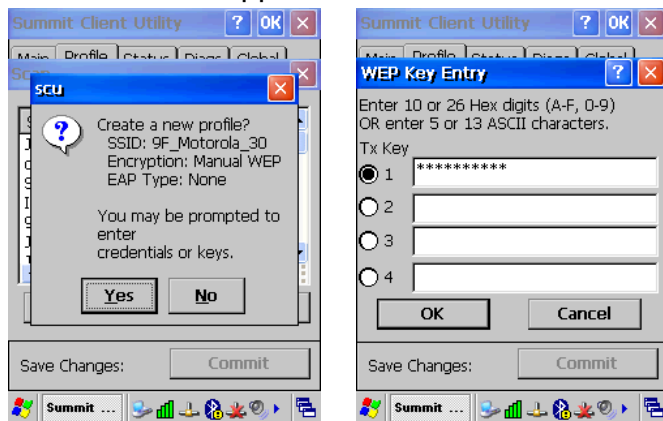 Summit Client Utility ? OK
Main Profile Status Diags Global
Scan
scu
Create a new profile?
SSID: 9F_Motorola_30
Encryption: Manual WEP
EAP Type: None
You may be prompted to
enter
credentials or keys.
Yes No
Save Changes: Commit
Summit ...
Summit Client Utility ? OK
Main Profile Status Diags Global
WEP Key Entry ?
Enter 10 or 26 Hex digits (A-F, 0-9)
OR enter 5 or 13 ASCII characters.
Tx Key
1 **********
2
3
4
OK Cancel
Save Changes: Commit
Summit ...